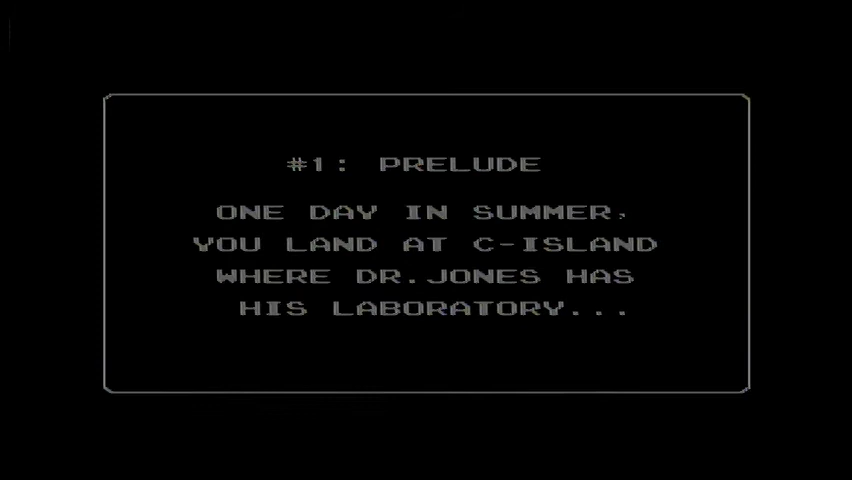 #1: PRELUDE
ONE DAY IN SUMMER,
YOU LAND AT C-ISLAND
WHERE DR.JONES HAS
HIS LABORATORY...